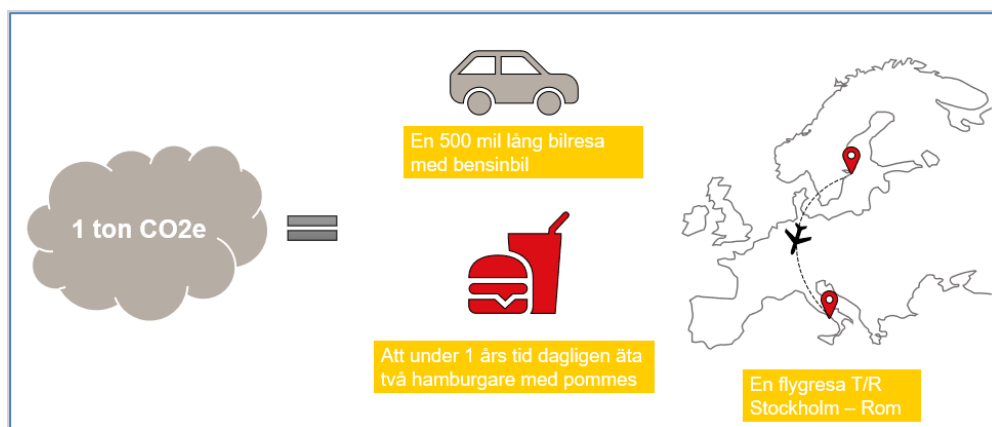 1 ton CO2e
En 500 mil lång bilresa
med bensinbil
Att under 1 års tid dagligen äta
två hamburgare med pommes
En flygresa T/R
Stockholm – Rom